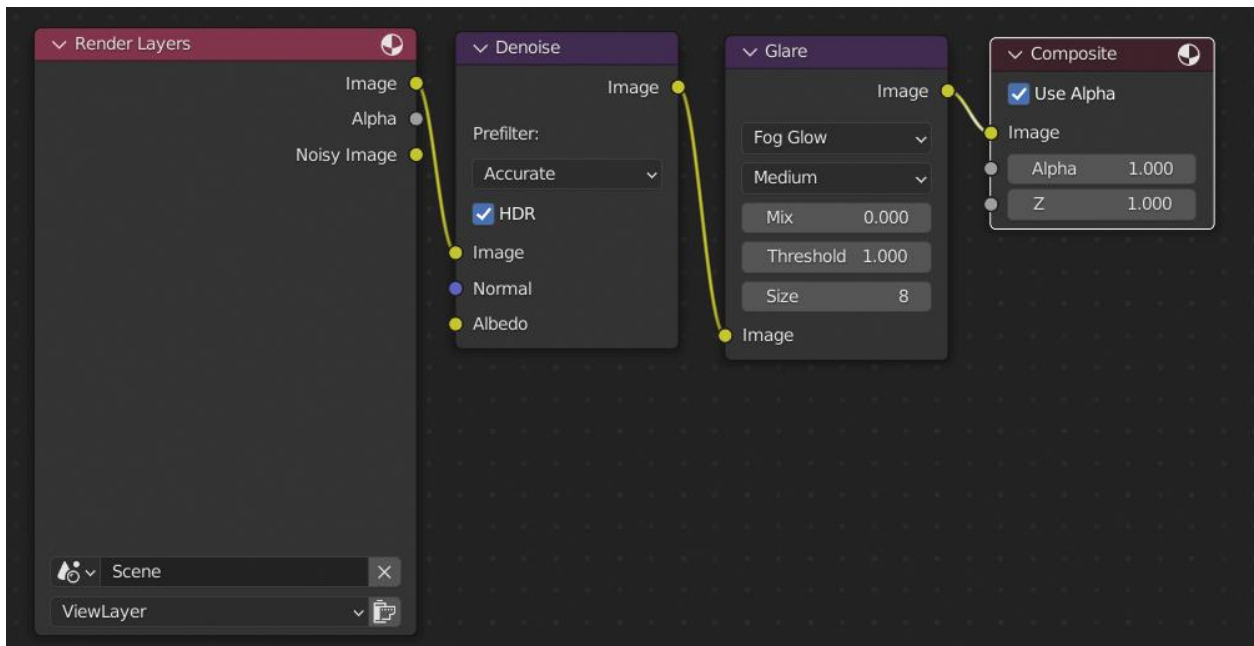 Render Layers
Image
Alpha
Noisy Image
Scene
ViewLayer
Denoise
Image
Prefilter:
Accurate
HDR
Image
Normal
Albedo
Glare
Image
Fog Glow
Medium
Mix 0.000
Threshold 1.000
Size 8
Image
Composite
Use Alpha
Image
Alpha 1.000
Z 1.000